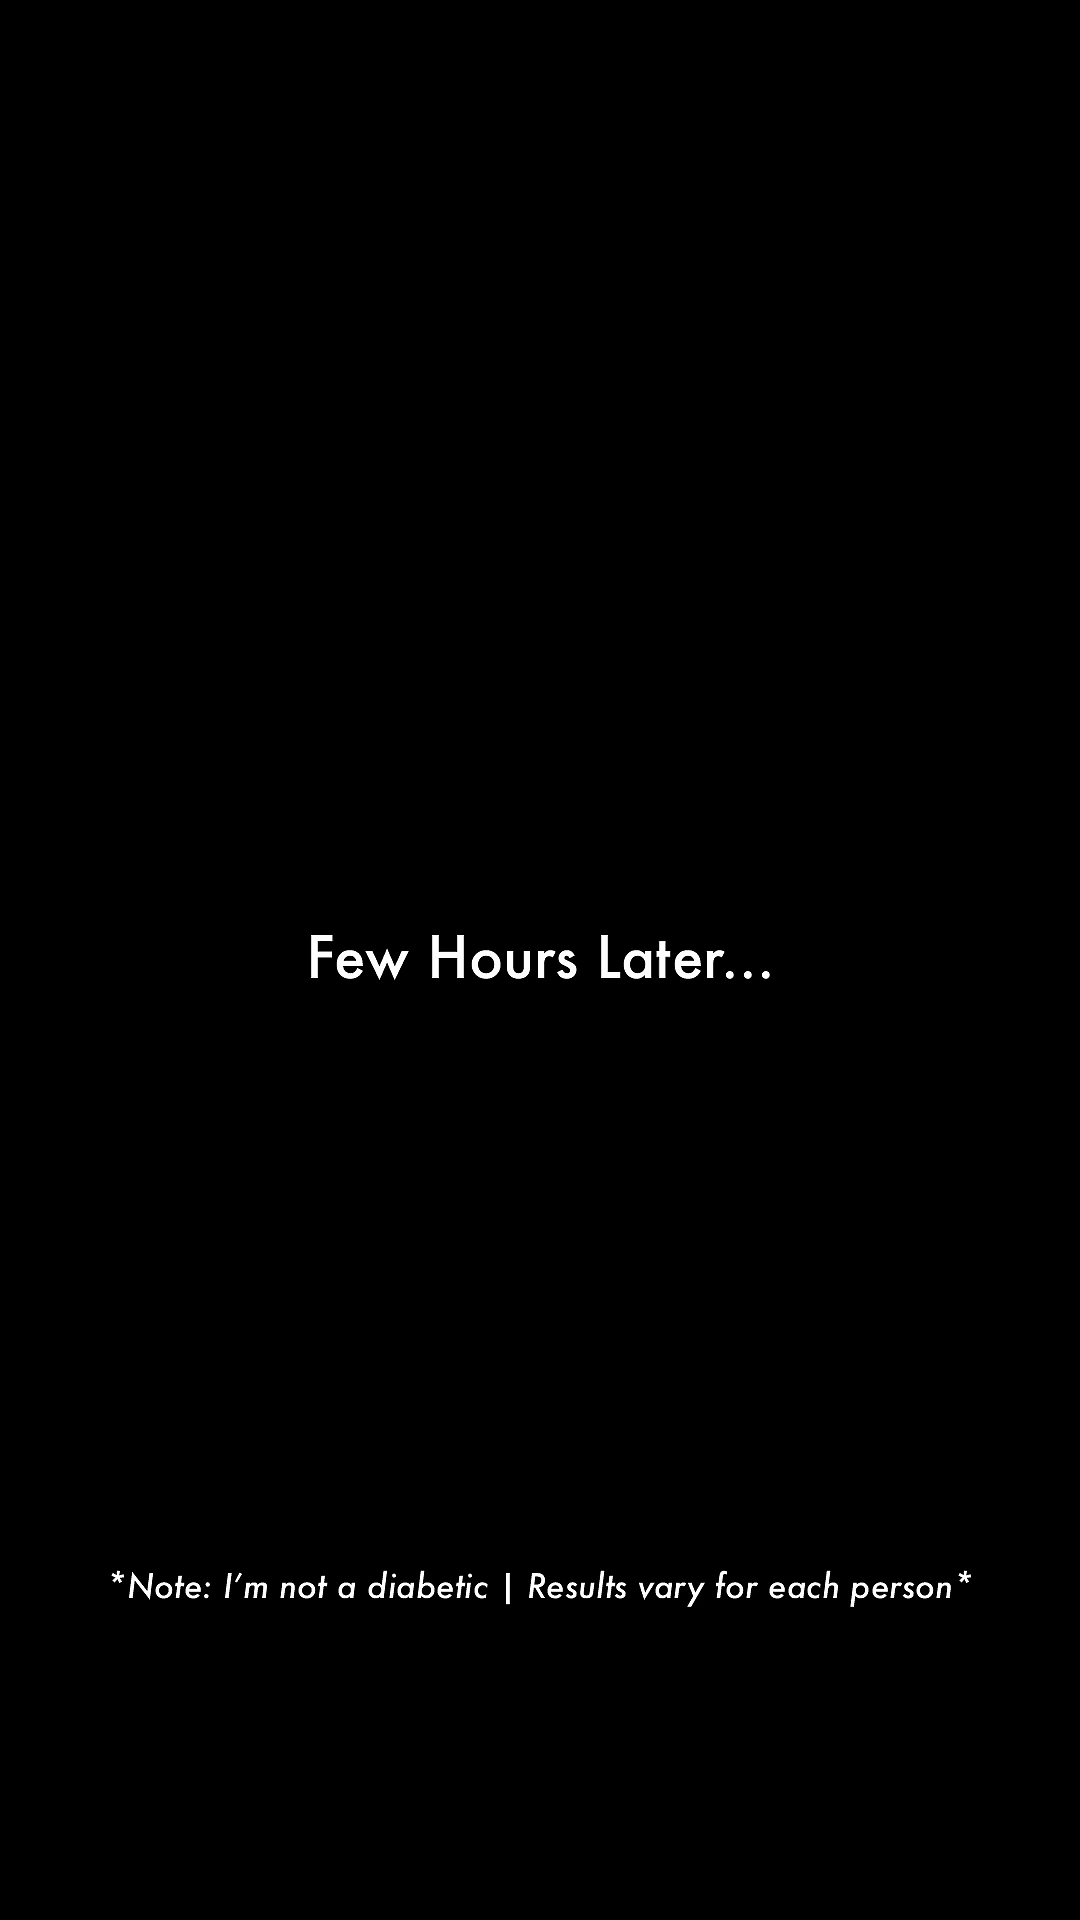 Few Hours Later...
*Note: I’m not a diabetic | Results vary for each person*